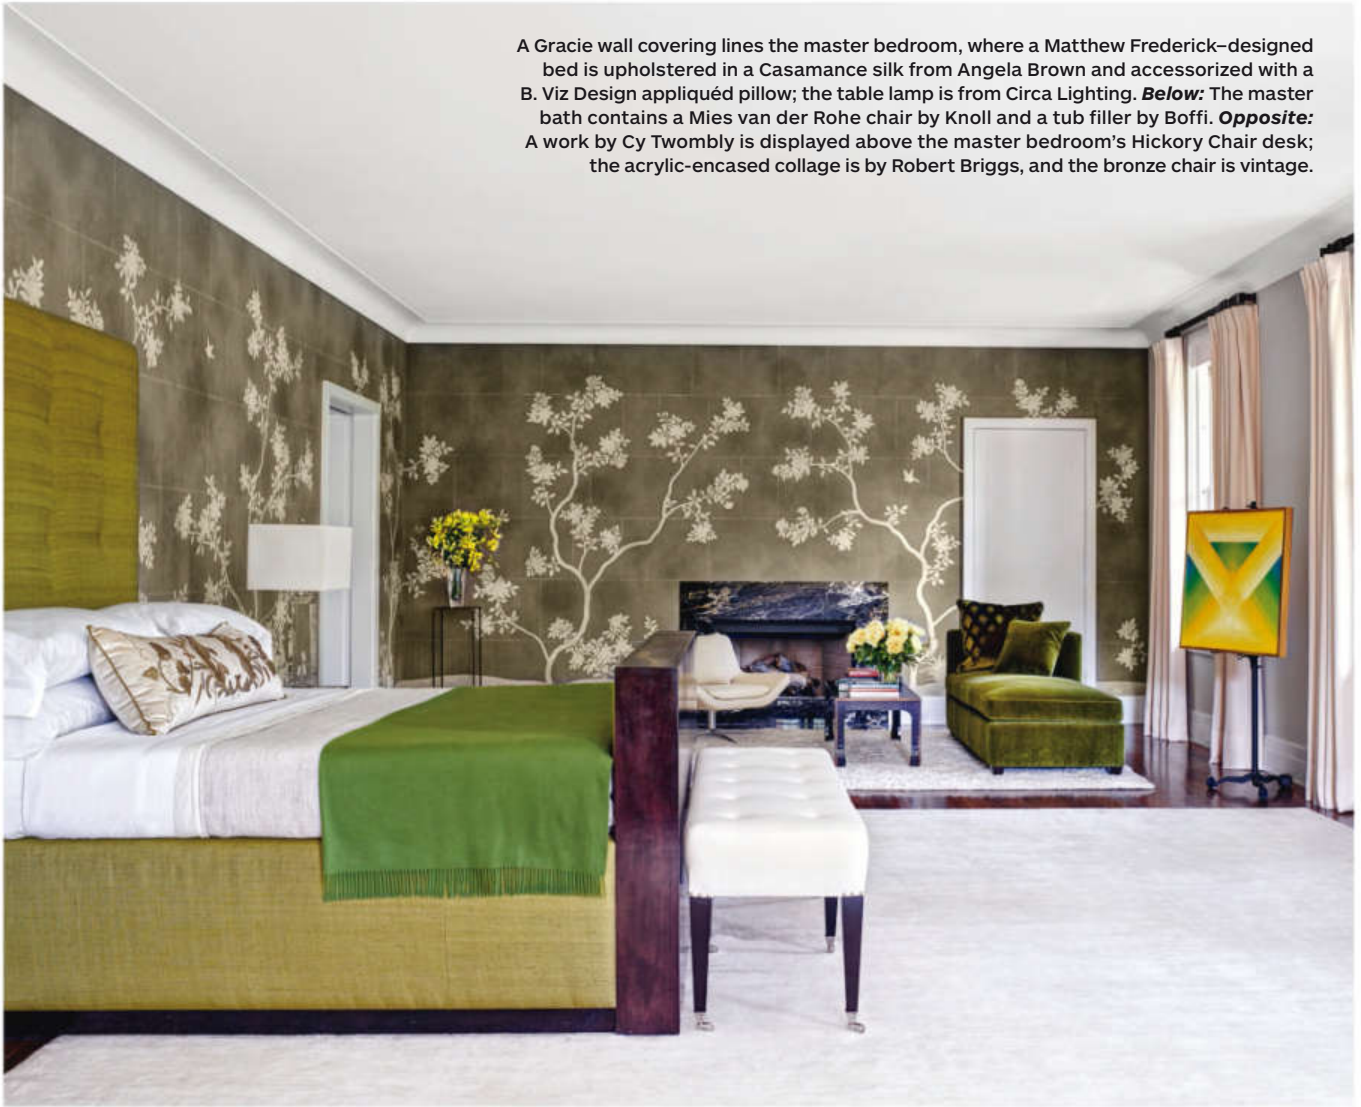 A Gracie wall covering lines the master bedroom, where a Matthew Frederick–designed
bed is upholstered in a Casamance silk from Angela Brown and accessorized with a
B. Viz Design appliquéd pillow; the table lamp is from Circa Lighting. Below: The master
bath contains a Mies van der Rohe chair by Knoll and a tub filler by Boffi. Opposite:
A work by Cy Twombly is displayed above the master bedroom’s Hickory Chair desk;
the acrylic-encased collage is by Robert Briggs, and the bronze chair is vintage.